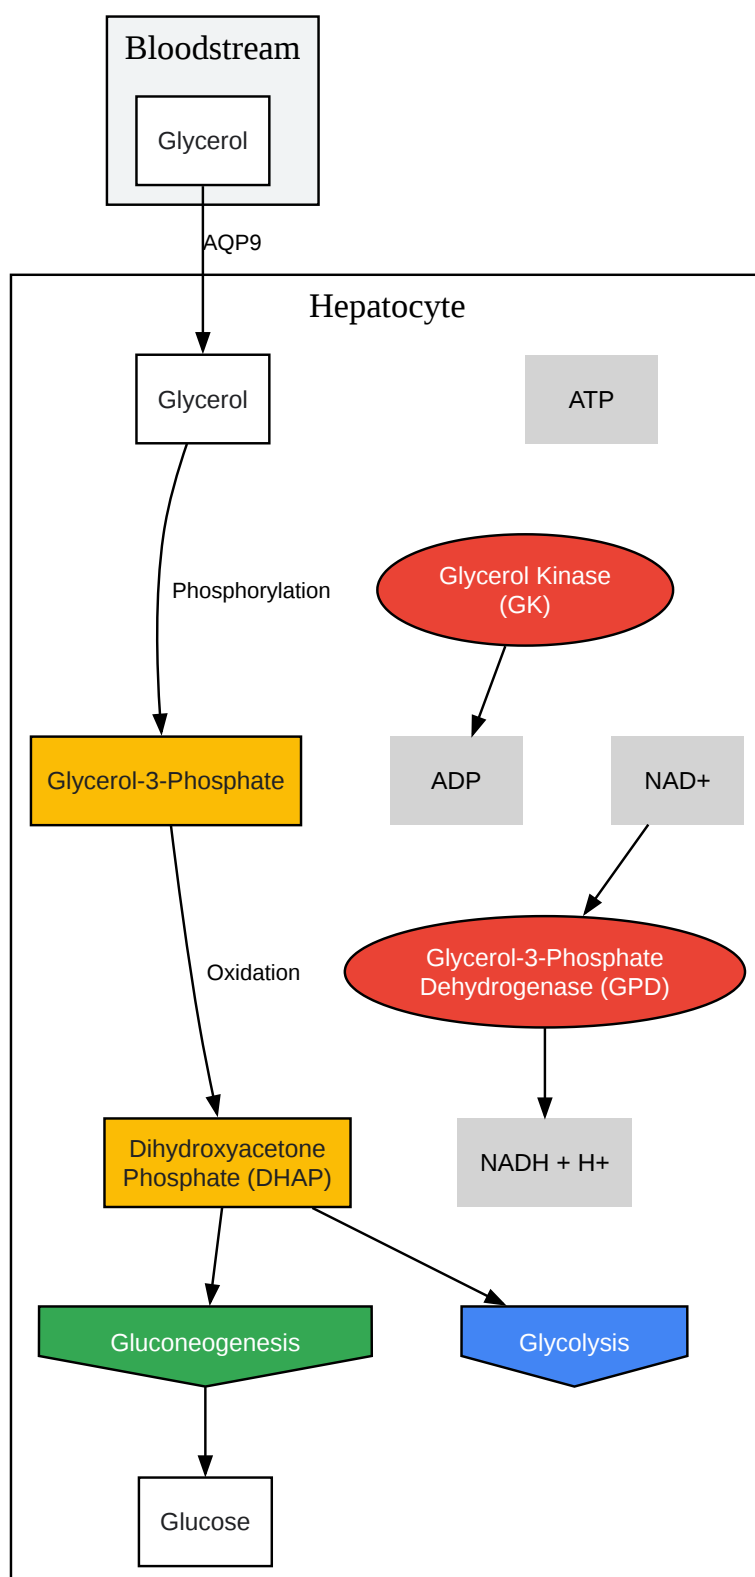 Bloodstream
Glycerol
AQP9
Hepatocyte
Glycerol
ATP
Phosphorylation
Glycerol Kinase
(GK)
Glycerol-3-Phosphate
ADP
NAD+
Oxidation
Glycerol-3-Phosphate
Dehydrogenase (GPD)
Dihydroxyacetone
Phosphate (DHAP)
NADH + H+
Gluconeogenesis
Glycolysis
Glucose